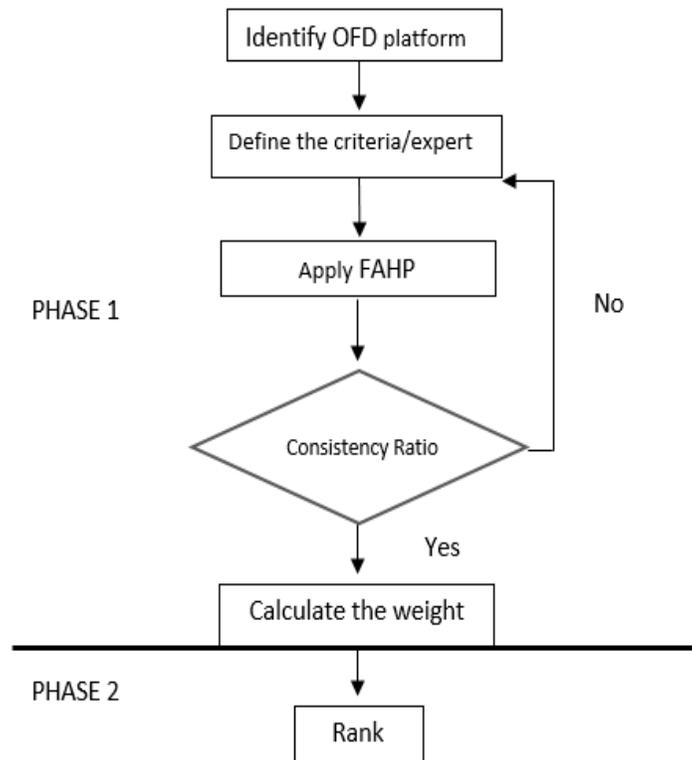 Identify OFD platform
Define the criteria/expert
Apply FAHP
PHASE 1
No
Consistency Ratio
Yes
Calculate the weight
PHASE 2
Rank